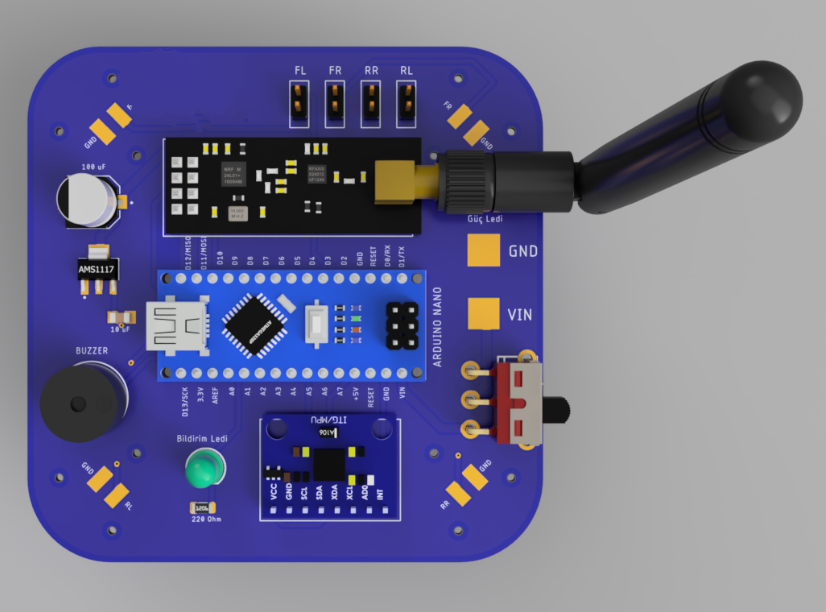 FL FR RR RL
FR
GND
GND
100 uF
Güç Ledi
GND
AMS1117
D12/MISO D11/MOSI D10 D9 D8 D7 D6 D5 D4 D3 D2 GND RESET D0/RX D1/TX
VIN
10 uF
ARDUINO NANO
BUZZER
D13/SCK 3.3V AREF A0 A1 A2 A3 A4 A5 A6 A7 +5V RESET GND VIN
ITG/MPU
Bildirim Ledi
GND
RL
VCC GND SCL SDA XDA XCL AD0 INT
GND
RR
220 Ohm